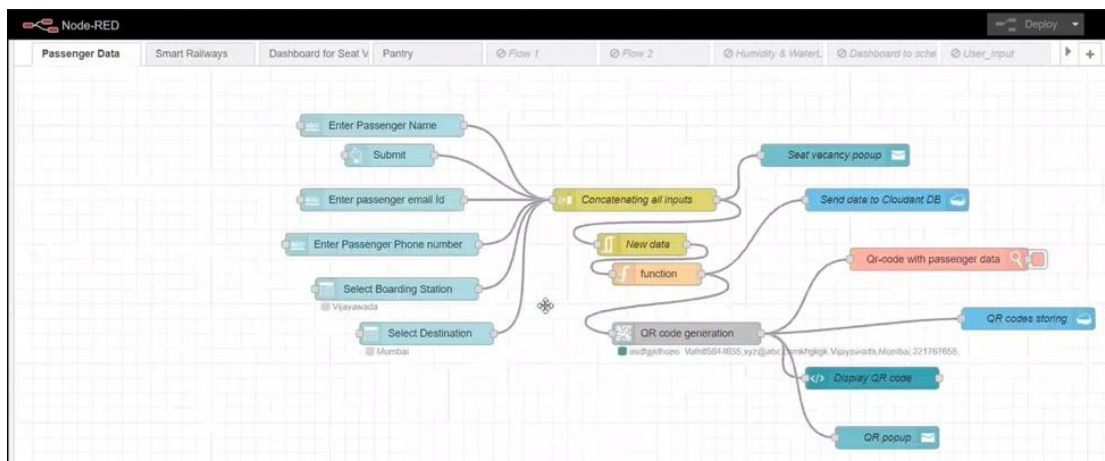 Node-RED
Deploy
Passenger Data
Smart Railways
Dashboard for Seat V
Pantry
Flow 1
Flow 2
Humidity & WaterL
Dashboard to sche
User_Input
Enter Passenger Name
Submit
Enter passenger email Id
Enter Passenger Phone number
Select Boarding Station
Vijayawada
Select Destination
Mumbai
Concatenating all inputs
New data
function
QR code generation
Vijayawada,Mumbai,321767655,
Seat vacancy popup
Send data to Cloudant DB
Qr-code with passenger data
QR codes storing
</> Display QR code
QR popup